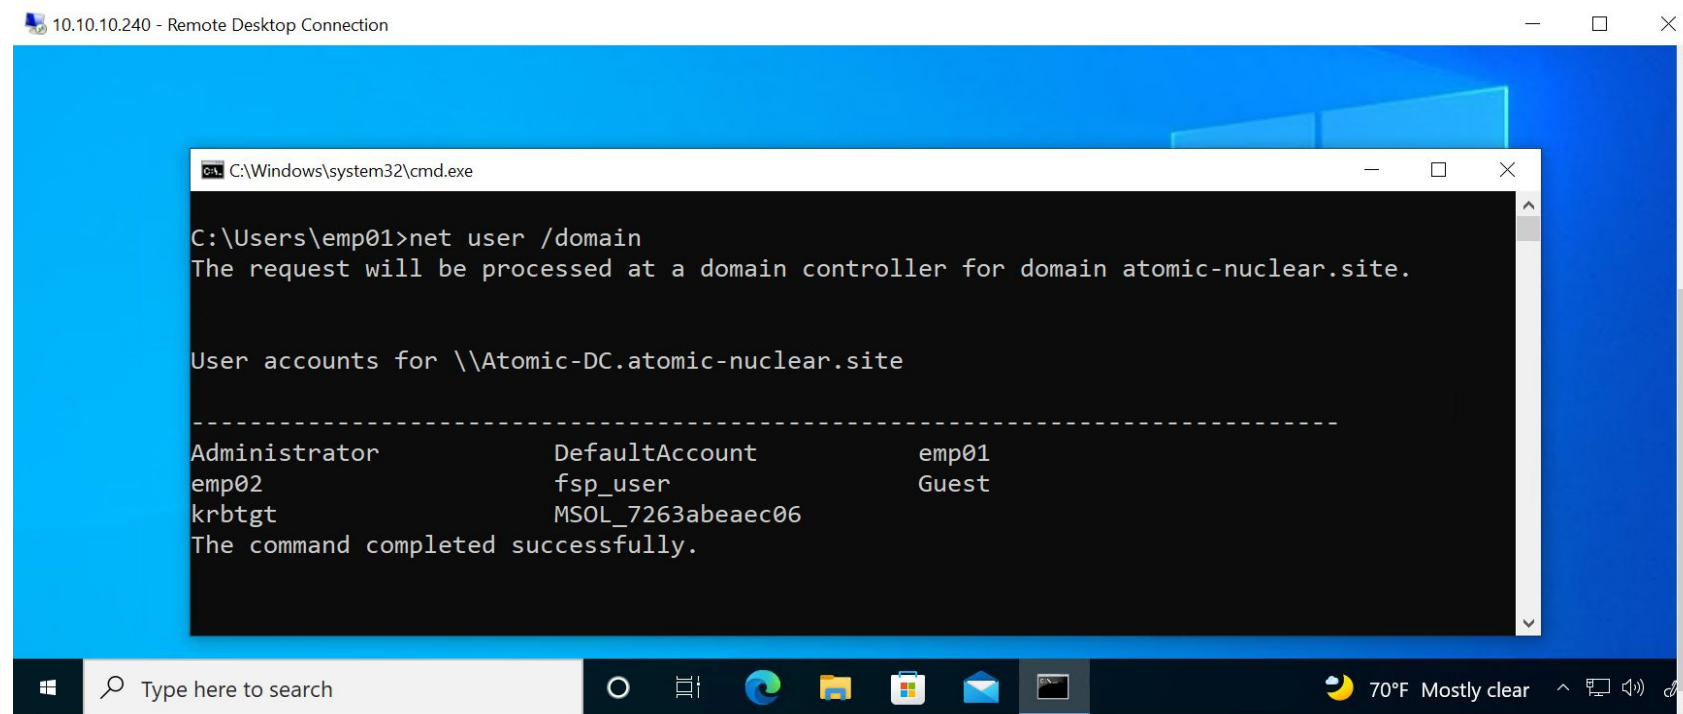 10.10.10.240 - Remote Desktop Connection
C:\Windows\system32\cmd.exe
C:\Users\emp01>net user /domain
The request will be processed at a domain controller for domain atomic-nuclear.site.
User accounts for \\Atomic-DC.atomic-nuclear.site
-------------------------------------------------------------------------------
Administrator DefaultAccount emp01
emp02 fsp_user Guest
krbtgt MSOL_7263abeaec06
The command completed successfully.
Type here to search
70°F Mostly clear